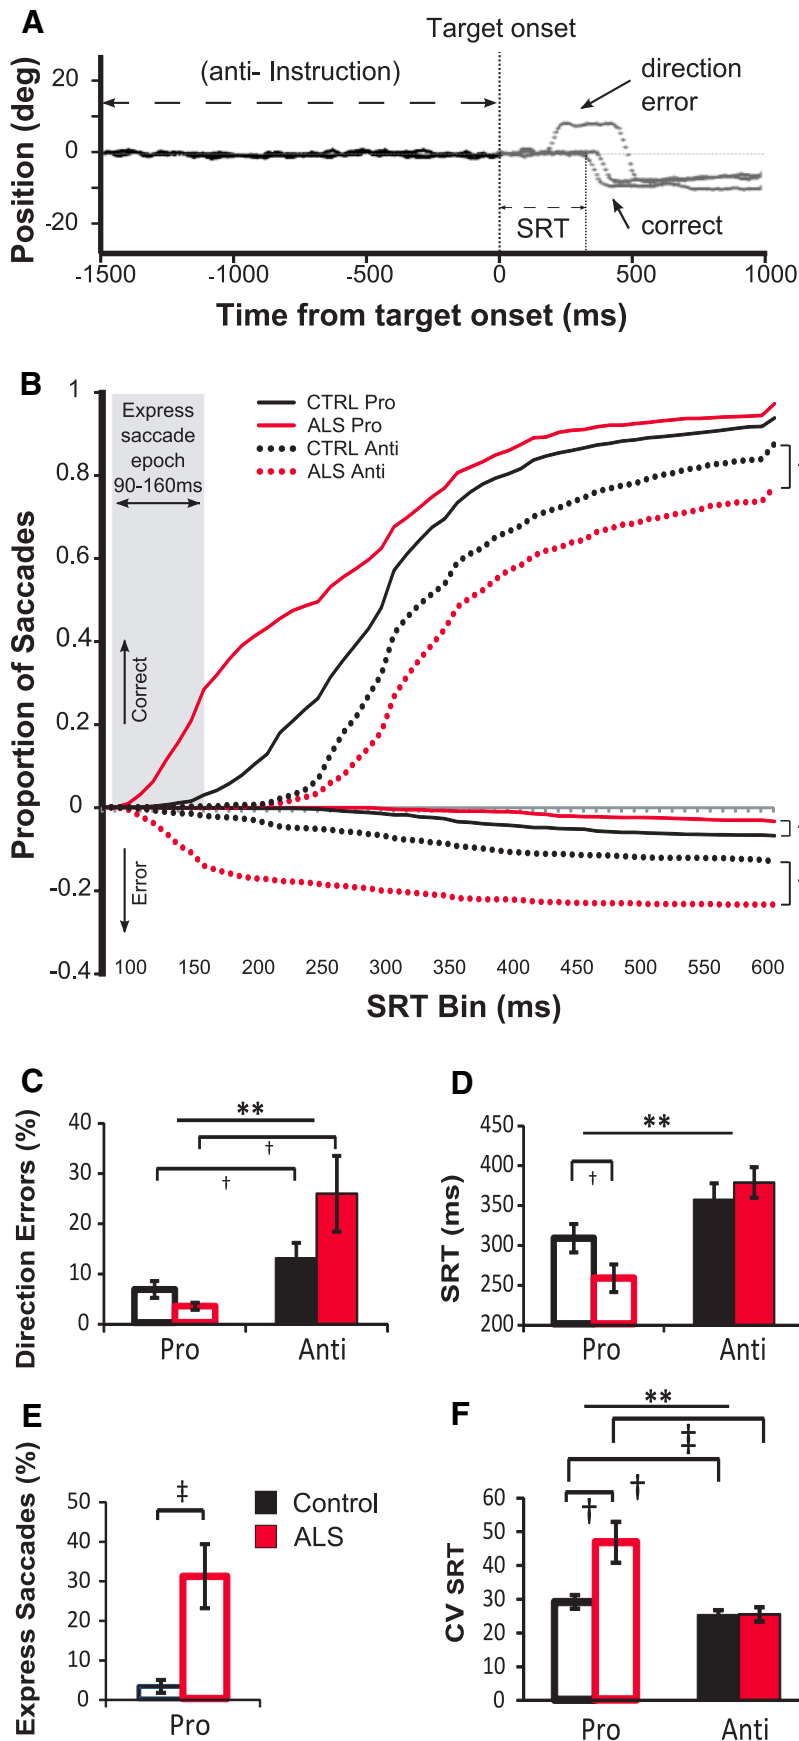 A
Target onset
(anti- Instruction)
direction
error
20
0
-20
Position (deg)
SRT
correct
-1500
-1000
-500
0
500
1000
Time from target onset (ms)
B
1
0.8
0.6
0.4
0.2
0
-0.2
-0.4
Proportion of Saccades
Express
saccade
epoch
90-160ms
CTRL Pro
ALS Pro
CTRL Anti
ALS Anti
Correct
Error
100
150
200
250
300
350
400
450
500
550
600
SRT Bin (ms)
C
Direction Errors (%)
40
30
20
10
0
**
†
†
Pro
Anti
D
SRT (ms)
450
400
350
300
250
200
**
†
Pro
Anti
E
Express Saccades (%)
50
40
30
20
10
0
‡
Pro
Control
ALS
F
CV SRT
60
50
40
30
20
10
0
**
‡
†
†
Pro
Anti